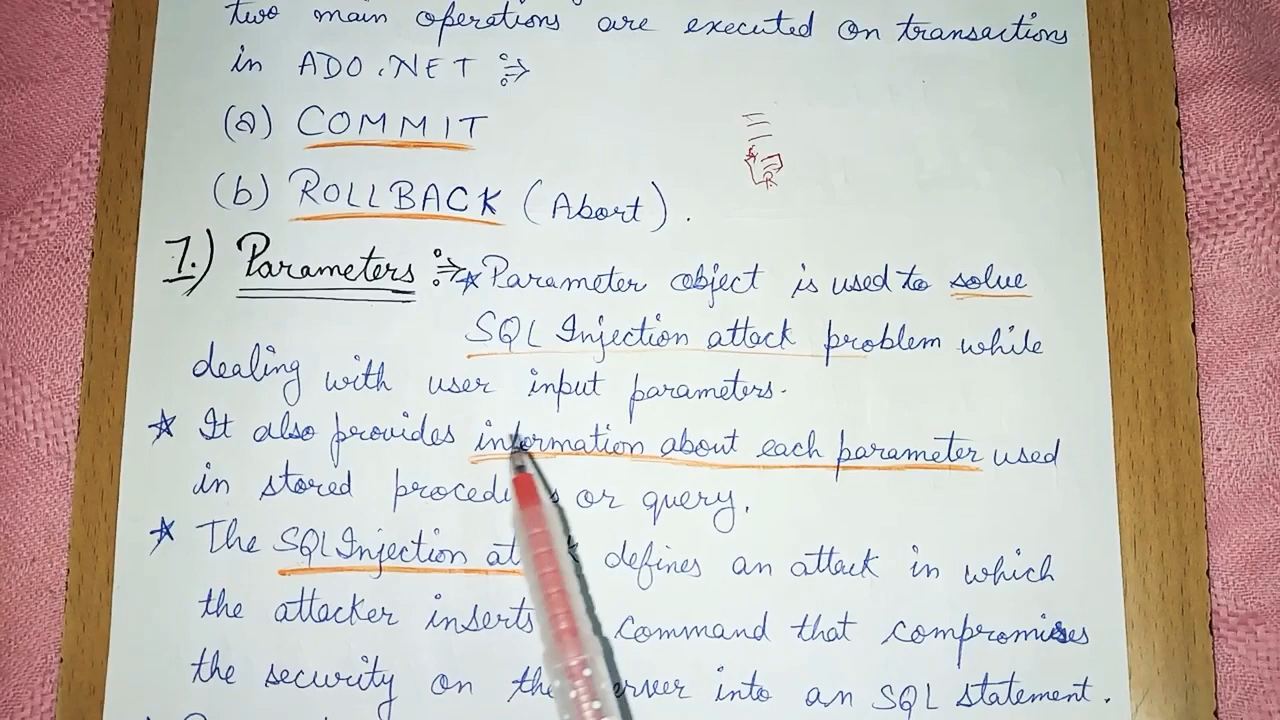 two main operations are executed on transactions
in ADO.NET :⇒
(a) COMMIT
(b) ROLLBACK (Abort).
7.) Parameters :⇒ ★ Parameter object is used to solve
SQL Injection attack problem while
dealing with user input parameters.
★ It also provides information about each parameter used
in stored or query.
★ The SQL Injection defines an attack in which
the attacker inserts command that compromises
the security on the into an SQL statement.